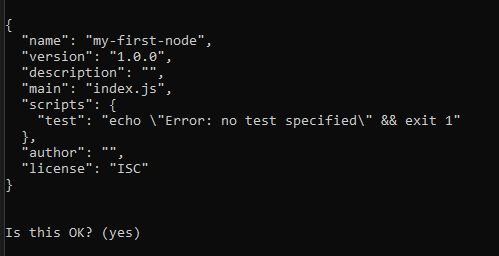 {
  "name": "my-first-node",
  "version": "1.0.0",
  "description": "",
  "main": "index.js",
  "scripts": {
    "test": "echo \"Error: no test specified\" && exit 1"
  },
  "author": "",
  "license": "ISC"
}
Is this OK? (yes)